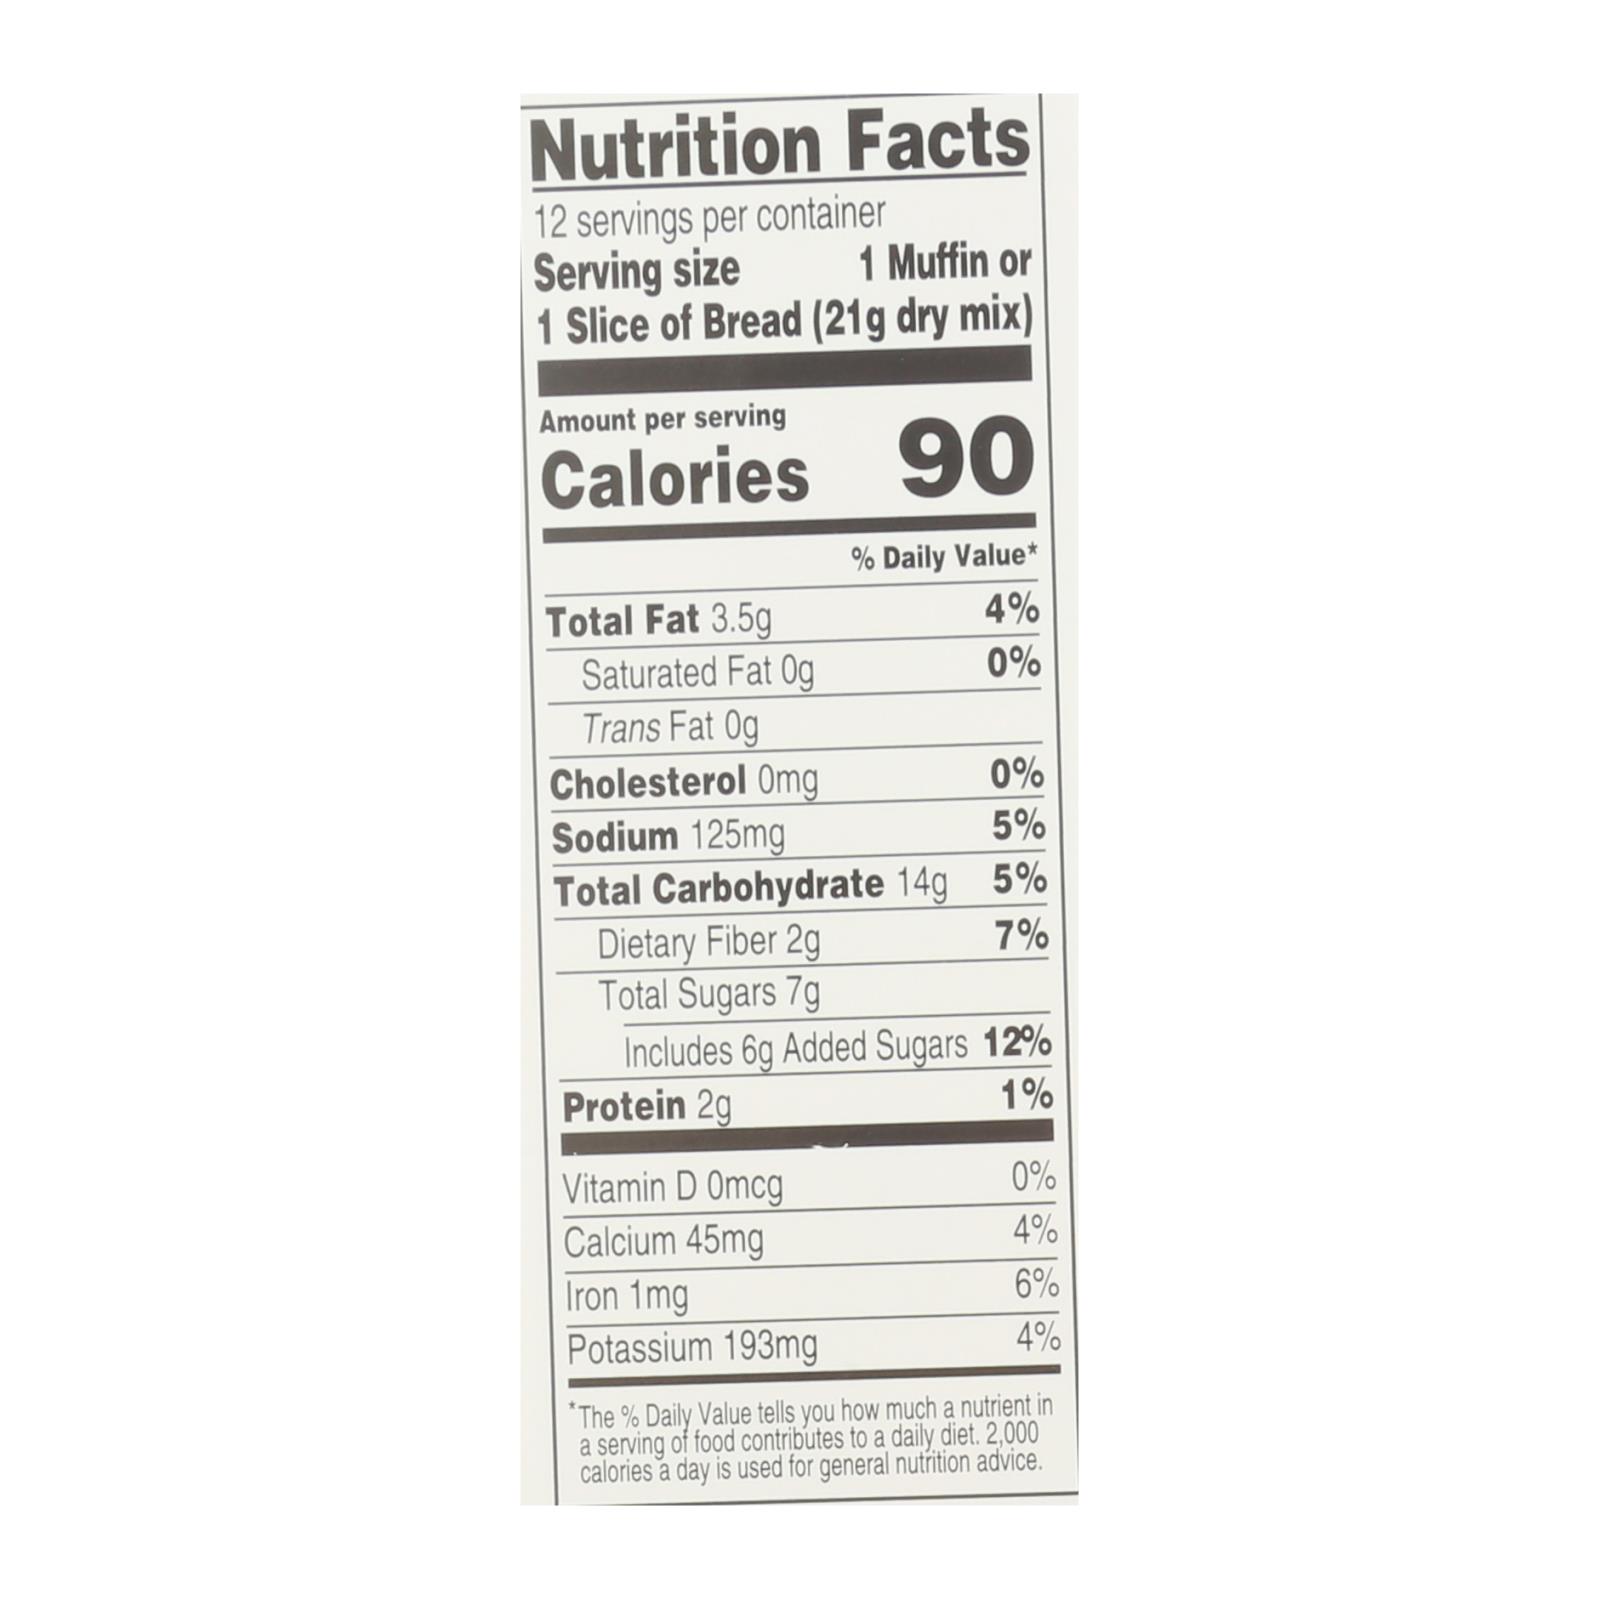 Nutrition Facts
12 servings per container
Serving size 1 Muffin or
1 Slice of Bread (21g dry mix)
Amount per serving
Calories 90
% Daily Value*
Total Fat 3.5g 4%
Saturated Fat 0g 0%
Trans Fat 0g
Cholesterol 0mg 0%
Sodium 125mg 5%
Total Carbohydrate 14g 5%
Dietary Fiber 2g 7%
Total Sugars 7g
Includes 6g Added Sugars 12%
Protein 2g 1%
Vitamin D 0mcg 0%
Calcium 45mg 4%
Iron 1mg 6%
Potassium 193mg 4%
*The % Daily Value tells you how much a nutrient in
a serving of food contributes to a daily diet. 2,000
calories a day is used for general nutrition advice.